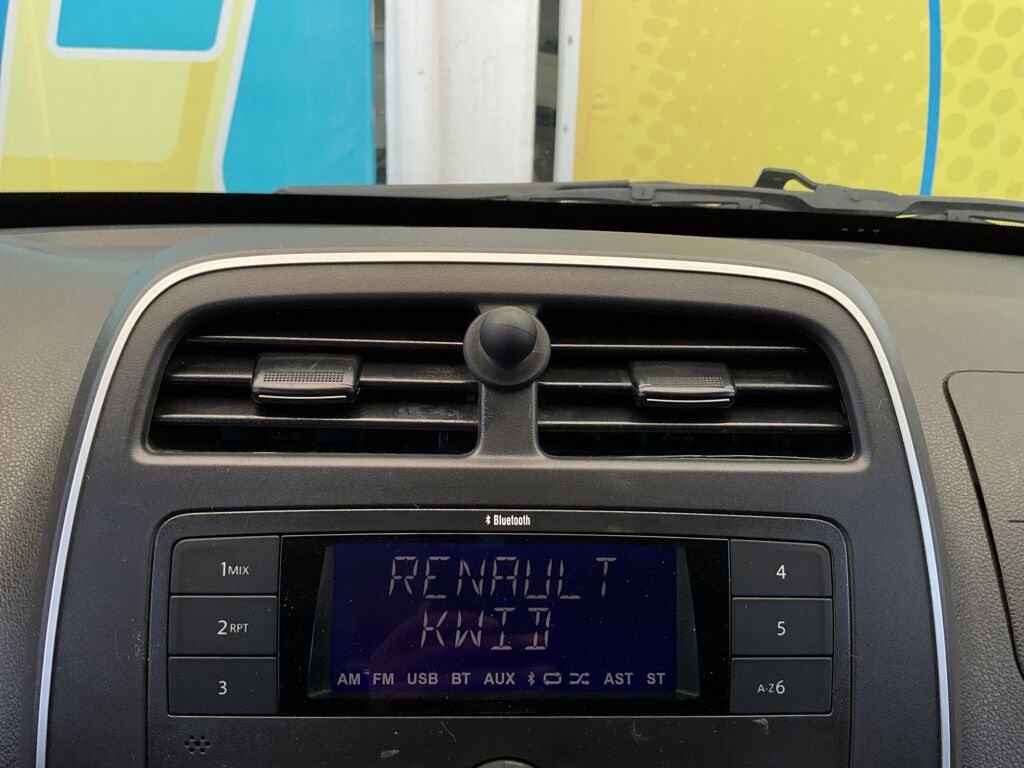 Bluetooth
1MIX
2RPT
3
RENAULT
KWID
AM FM USB BT AUX AST ST
4
5
A-Z6